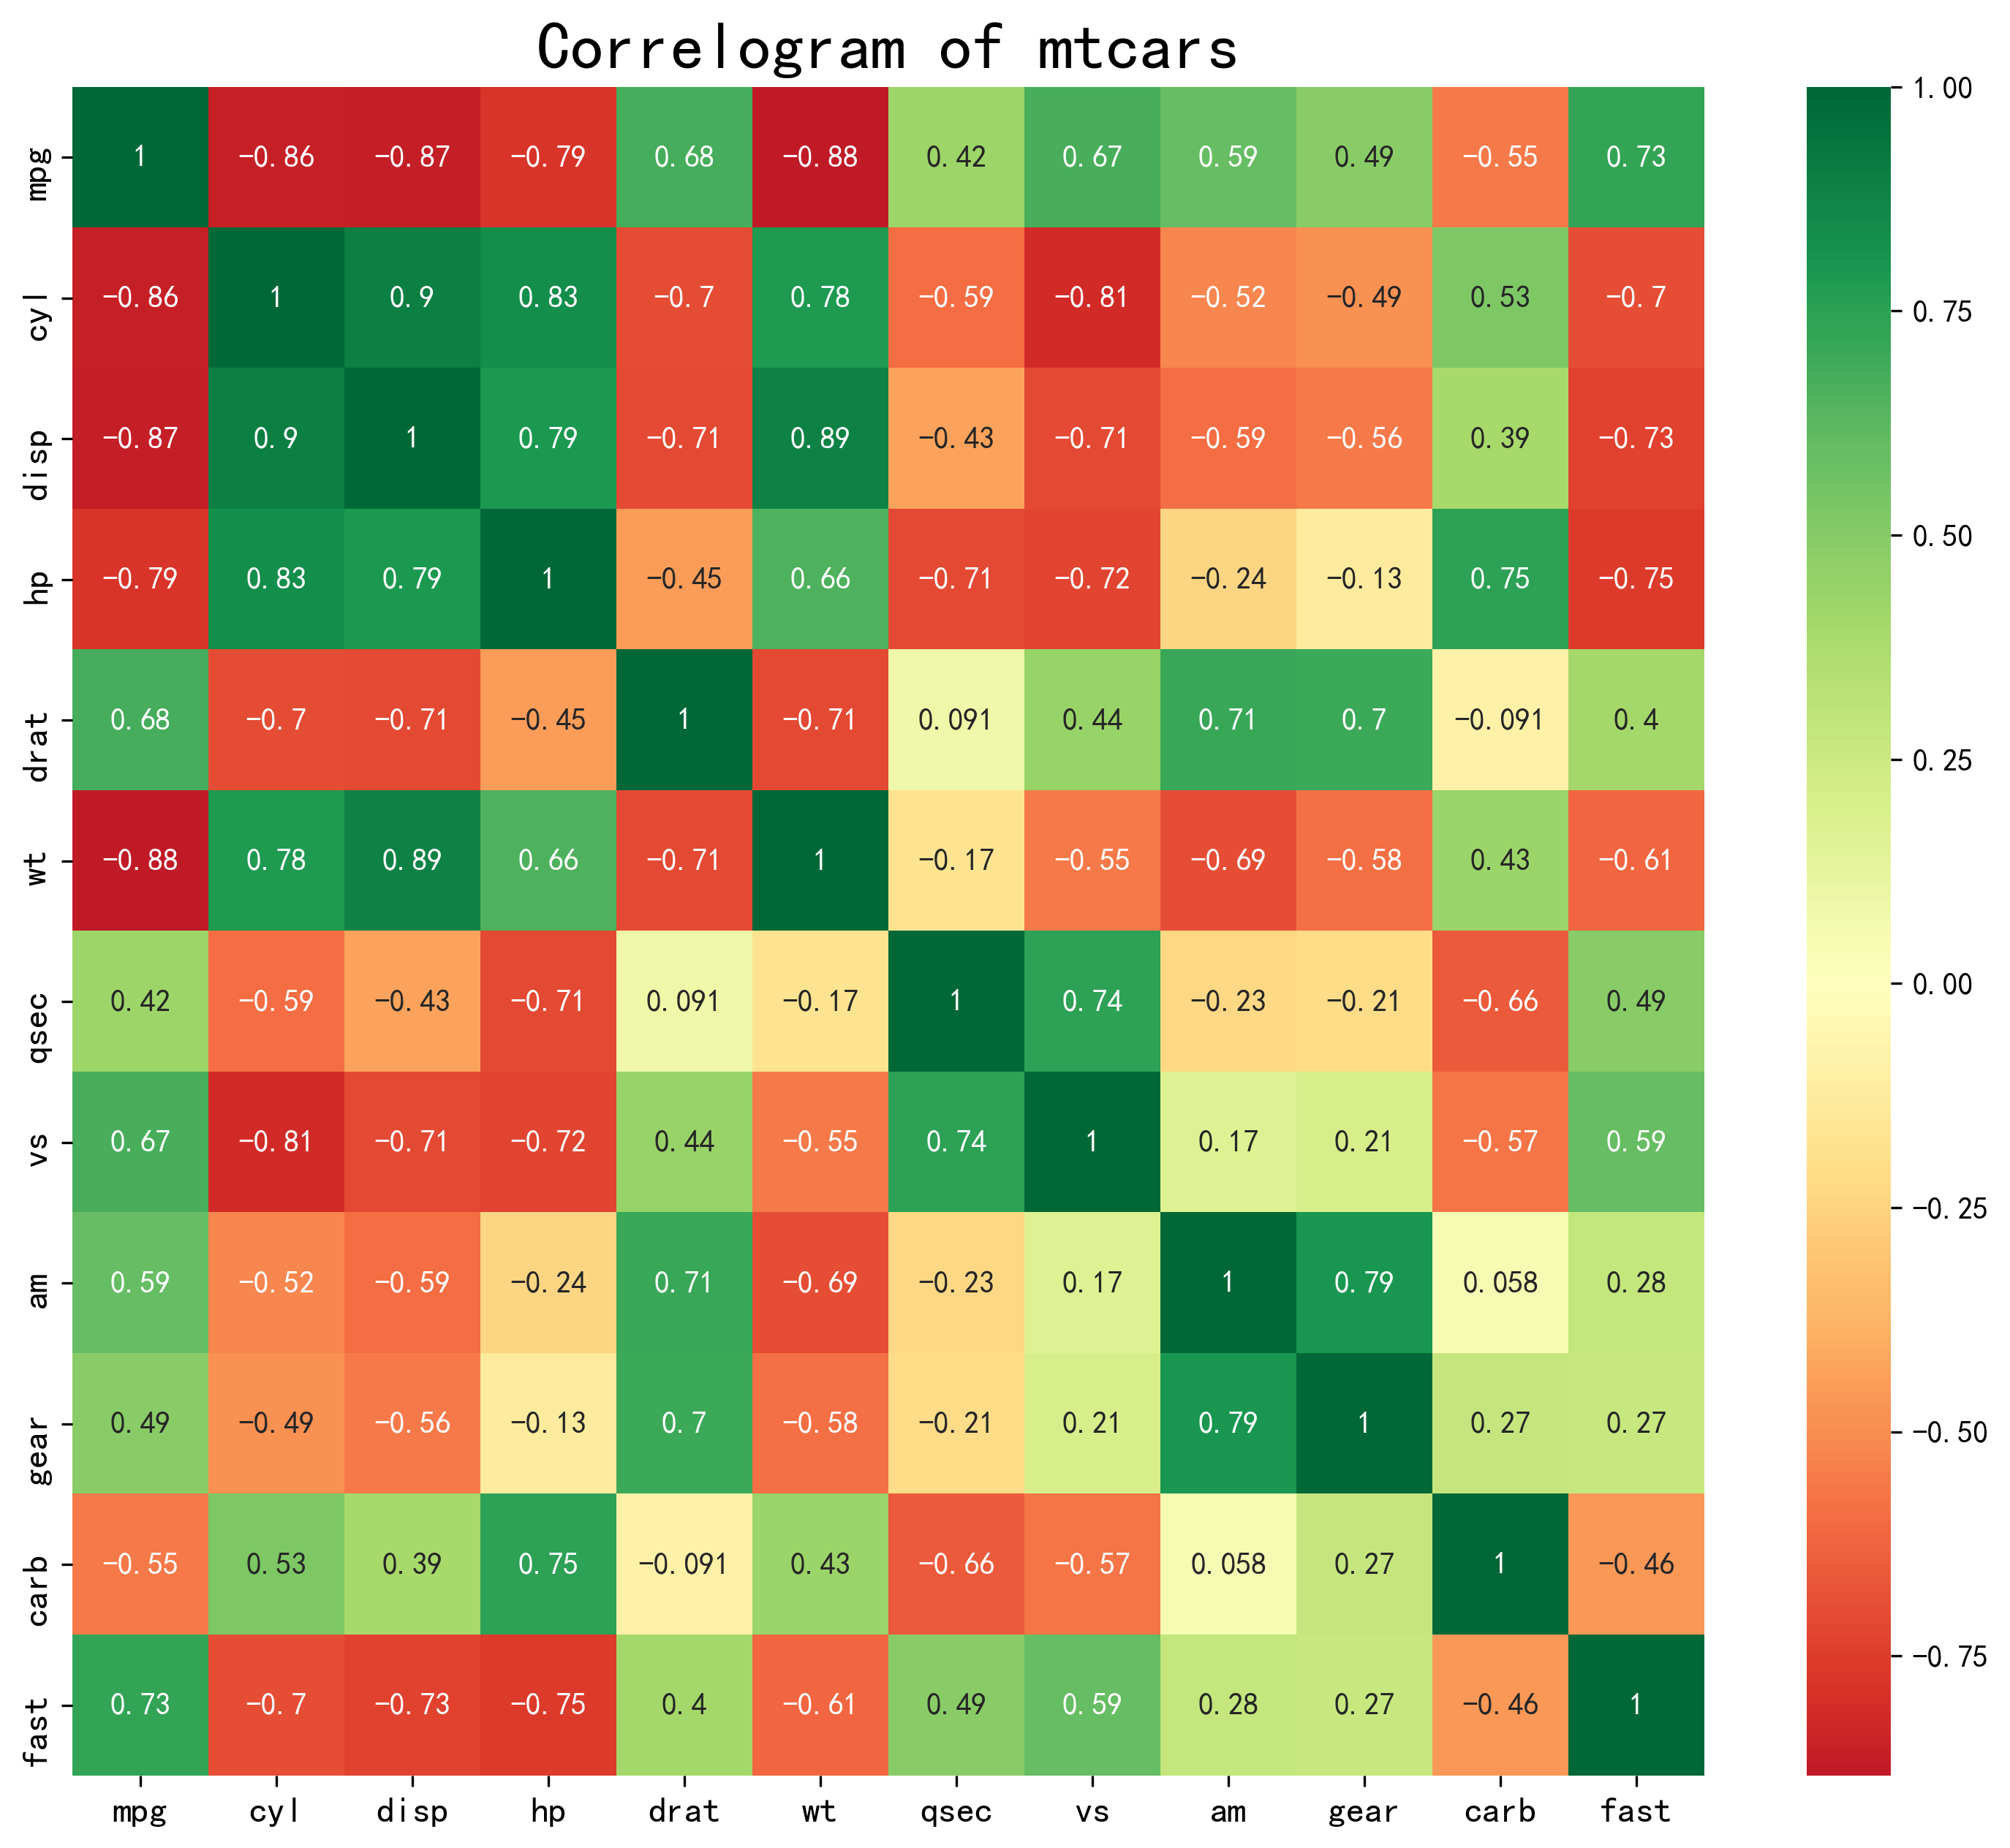 Correlogram of mtcars
mpg 1 -0.86 -0.87 -0.79 0.68 -0.88 0.42 0.67 0.59 0.49 -0.55 0.73
cyl -0.86 1 0.9 0.83 -0.7 0.78 -0.59 -0.81 -0.52 -0.49 0.53 -0.7
disp -0.87 0.9 1 0.79 -0.71 0.89 -0.43 -0.71 -0.59 -0.56 0.39 -0.73
hp -0.79 0.83 0.79 1 -0.45 0.66 -0.71 -0.72 -0.24 -0.13 0.75 -0.75
drat 0.68 -0.7 -0.71 -0.45 1 -0.71 0.091 0.44 0.71 0.7 -0.091 0.4
wt -0.88 0.78 0.89 0.66 -0.71 1 -0.17 -0.55 -0.69 -0.58 0.43 -0.61
qsec 0.42 -0.59 -0.43 -0.71 0.091 -0.17 1 0.74 -0.23 -0.21 -0.66 0.49
vs 0.67 -0.81 -0.71 -0.72 0.44 -0.55 0.74 1 0.17 0.21 -0.57 0.59
am 0.59 -0.52 -0.59 -0.24 0.71 -0.69 -0.23 0.17 1 0.79 0.058 0.28
gear 0.49 -0.49 -0.56 -0.13 0.7 -0.58 -0.21 0.21 0.79 1 0.27 0.27
carb -0.55 0.53 0.39 0.75 -0.091 0.43 -0.66 -0.57 0.058 0.27 1 -0.46
fast 0.73 -0.7 -0.73 -0.75 0.4 -0.61 0.49 0.59 0.28 0.27 -0.46 1
mpg cyl disp hp drat wt qsec vs am gear carb fast
1.00
0.75
0.50
0.25
0.00
-0.25
-0.50
-0.75